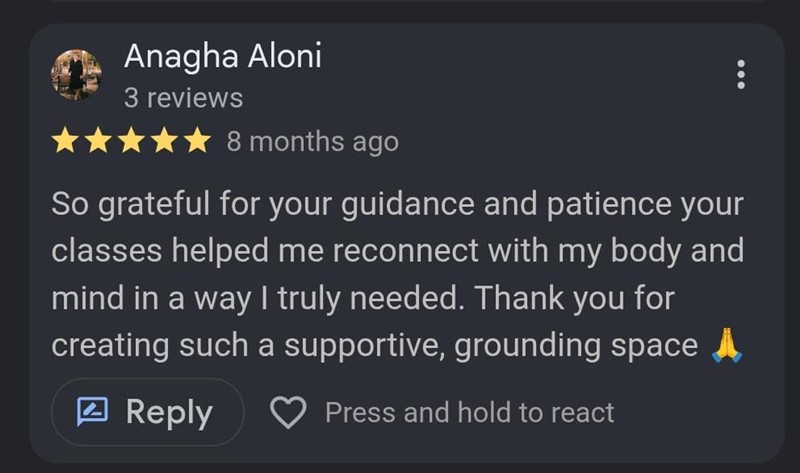 Anagha Aloni
3 reviews
8 months ago
So grateful for your guidance and patience your
classes helped me reconnect with my body and
mind in a way I truly needed. Thank you for
creating such a supportive, grounding space 🙏
Reply
Press and hold to react